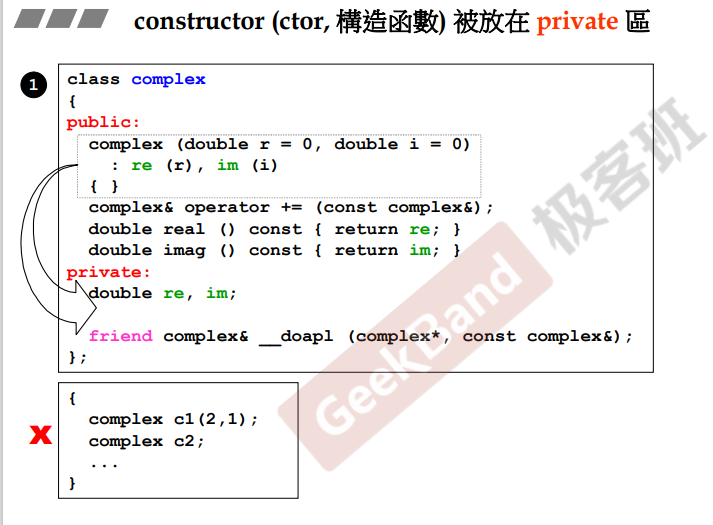 constructor (ctor, 構造函數) 被放在 private 區
1
class complex
{
public:
complex (double r = 0, double i = 0)
: re (r), im (i)
{ }
complex& operator += (const complex&);
double real () const { return re; }
double imag () const { return im; }
private:
double re, im;
friend complex& __doapl (complex*, const complex&);
};
{
complex c1(2,1);
complex c2;
...
}
GeekBand 极客班